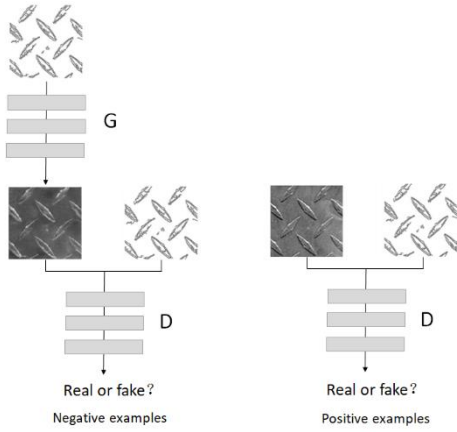 G
D
D
Real or fake?
Real or fake?
Negative examples
Positive examples